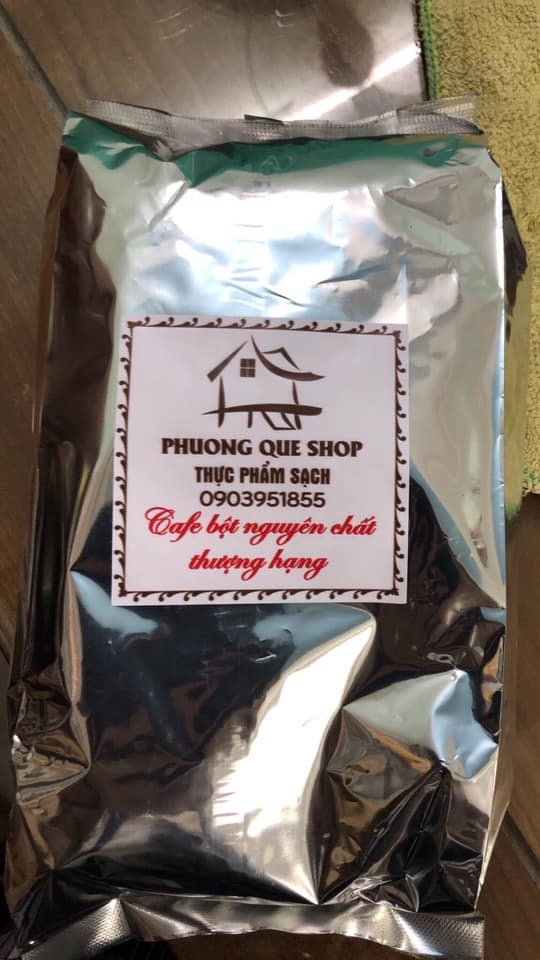 PHUONG QUE SHOP
THỰC PHẨM SẠCH
0903951855
Cafe bột nguyên chất
thượng hạng